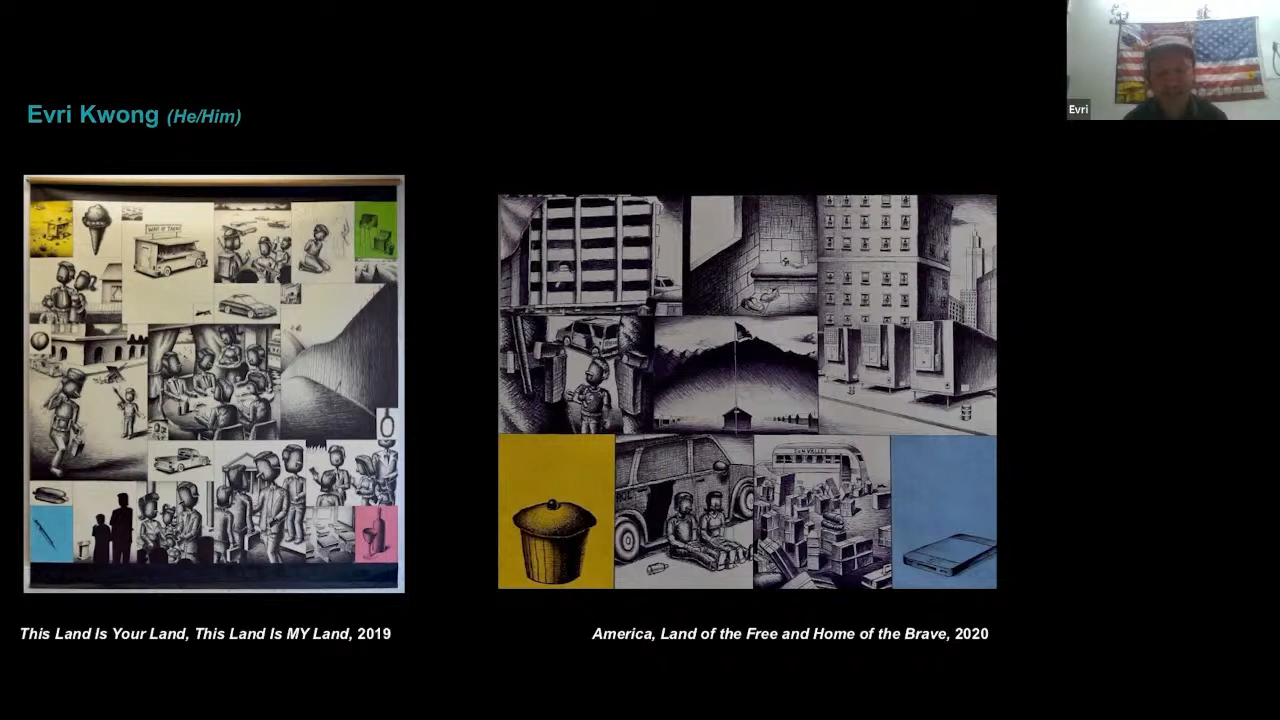 Evri Kwong (He/Him)
Evri
This Land Is Your Land, This Land Is MY Land, 2019
America, Land of the Free and Home of the Brave, 2020